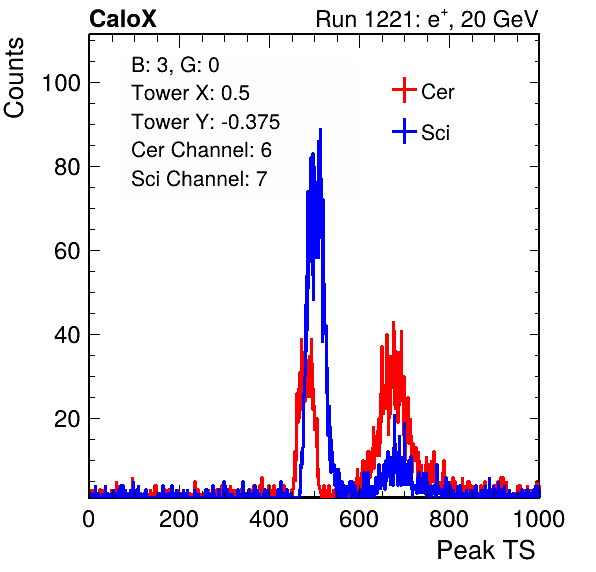 CaloX Run 1221: e⁺, 20 GeV
Counts
B: 3, G: 0
Tower X: 0.5
Tower Y: -0.375
Cer Channel: 6
Sci Channel: 7
Cer
Sci
100
80
60
40
20
0 200 400 600 800 1000
Peak TS